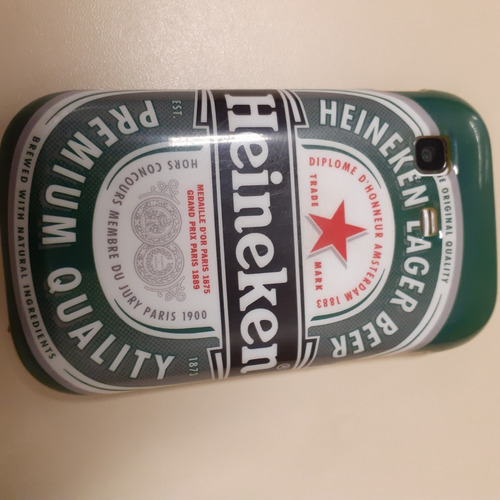 THE ORIGINAL QUALITY
HEINEKEN LAGER BEER
DIPLOME D'HONNEUR AMSTERDAM 1883
TRADE MARK
Heineken®
MEDAILLE D'OR PARIS 1875
GRAND PRIX PARIS 1889
HORS CONCOURS MEMBRE DU JURY PARIS 1900
EST. 1873
PREMIUM QUALITY
BREWED WITH NATURAL INGREDIENTS